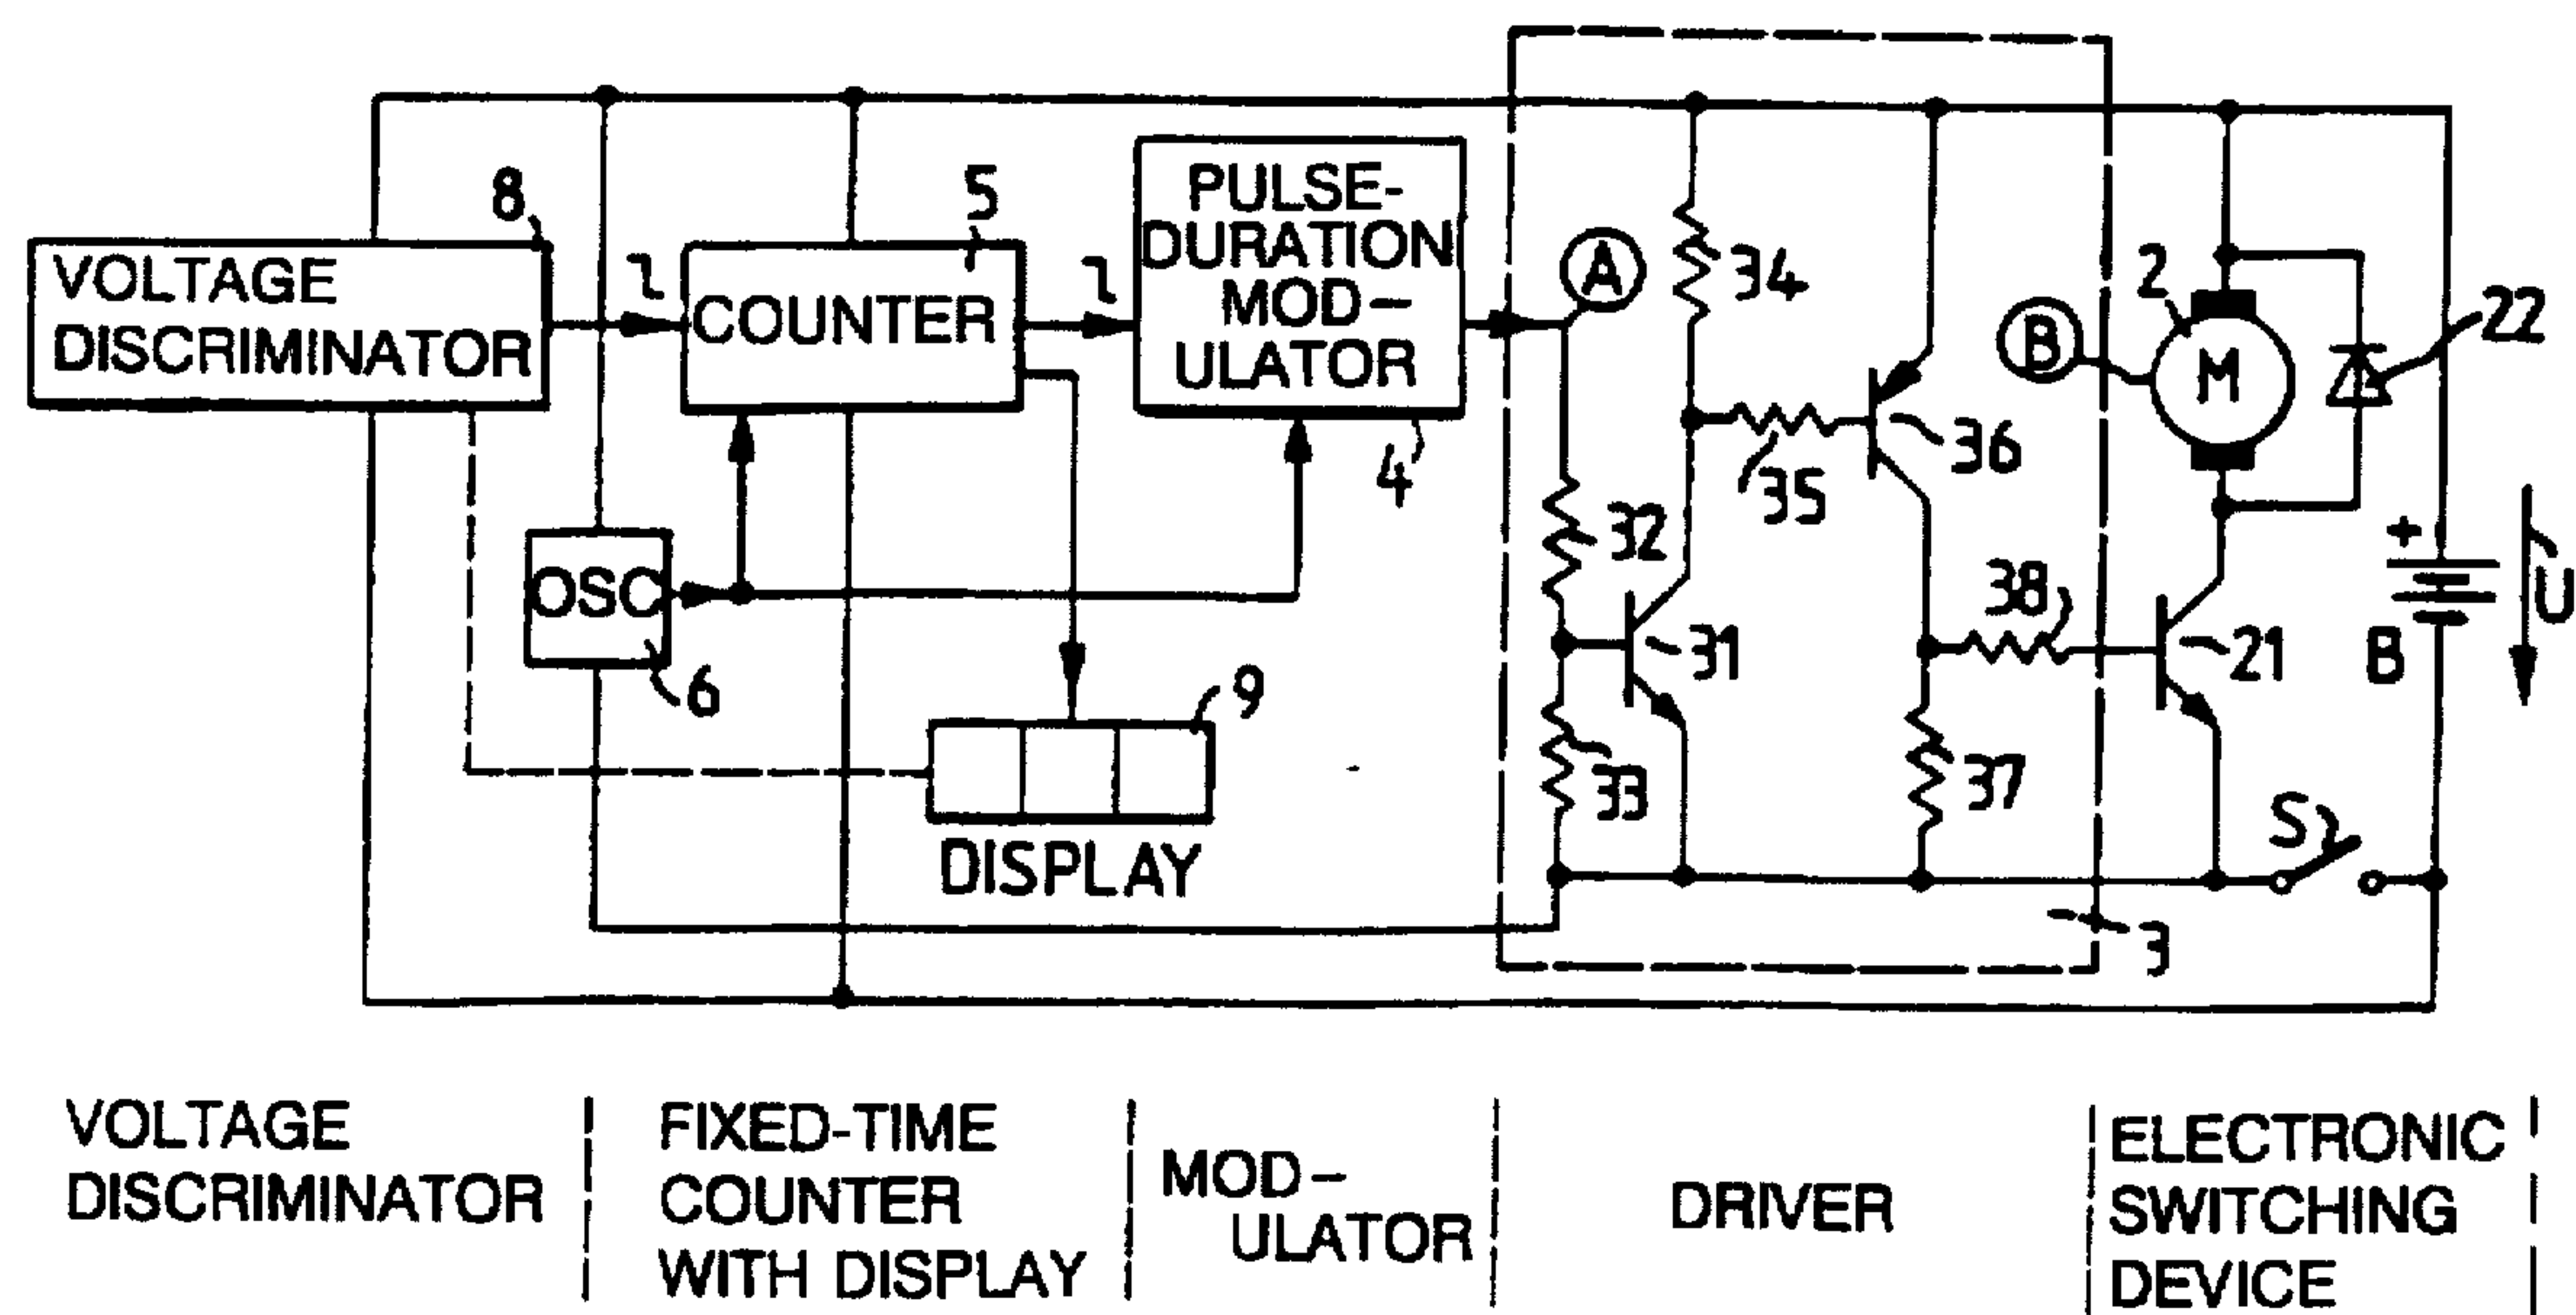 8
VOLTAGE
DISCRIMINATOR
5
COUNTER
PULSE-
DURATION
MOD-
ULATOR
4
A
34
35
36
32
31
33
37
38
B
2
M
22
21
+
B
U
S
3
OSC
6
9
DISPLAY
VOLTAGE
DISCRIMINATOR
FIXED-TIME
COUNTER
WITH DISPLAY
MOD-
ULATOR
DRIVER
ELECTRONIC
SWITCHING
DEVICE